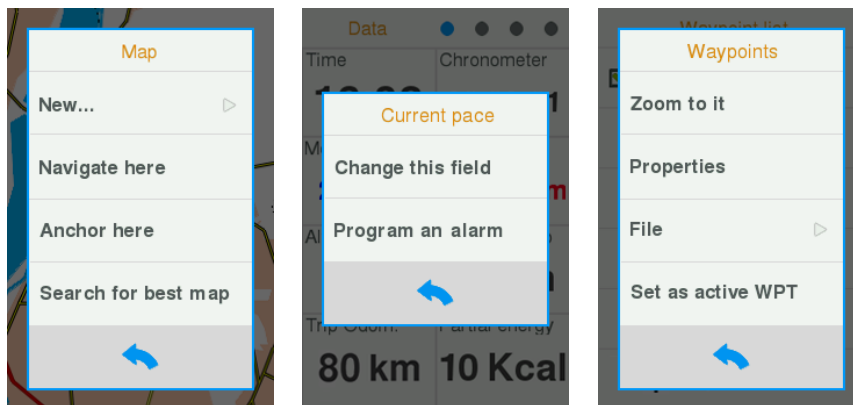 Map
New...
Navigate here
Anchor here
Search for best map
Data
Time
Chronometer
Current pace
Change this field
Program an alarm
Trip Odom.
Partial energy
80 km
10 Kcal
Waypoint list
Waypoints
Zoom to it
Properties
File
Set as active WPT